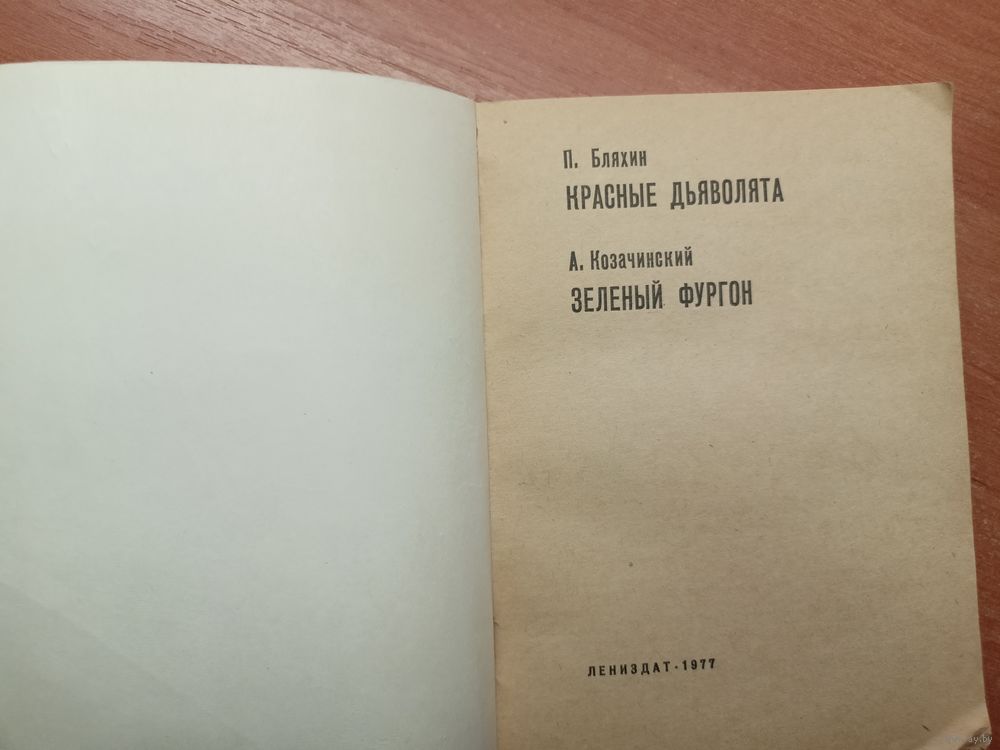 П. Бляхин
КРАСНЫЕ ДЬЯВОЛЯТА
А. Козачинский
ЗЕЛЕНЫЙ ФУРГОН
ЛЕНИЗДАТ · 1977